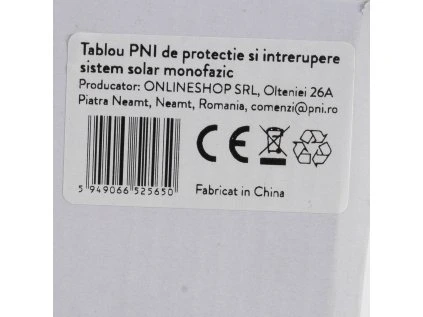 Tablou PNI de protectie si intrerupere
sistem solar monofazic
Producator: ONLINESHOP SRL, Olteniei 26A
Piatra Neamt, Neamt, Romania, comenzi@pni.ro
CE
5 949066 525650
Fabricat in China